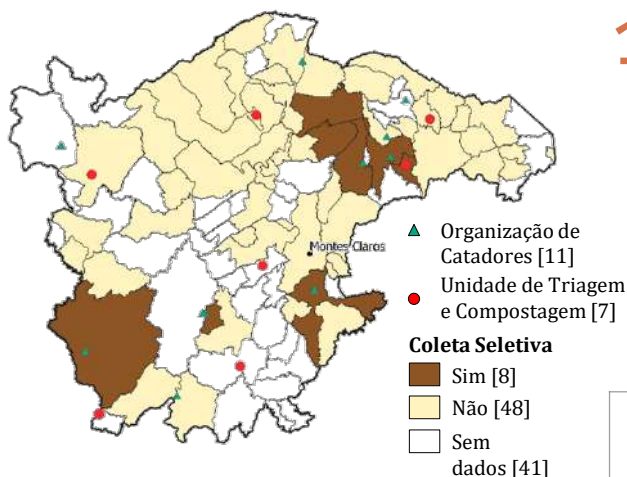 1
Montes Claros
Organização de
Catadores [11]
Unidade de Triagem
e Compostagem [7]
Coleta Seletiva
Sim [8]
Não [48]
Sem
dados [41]